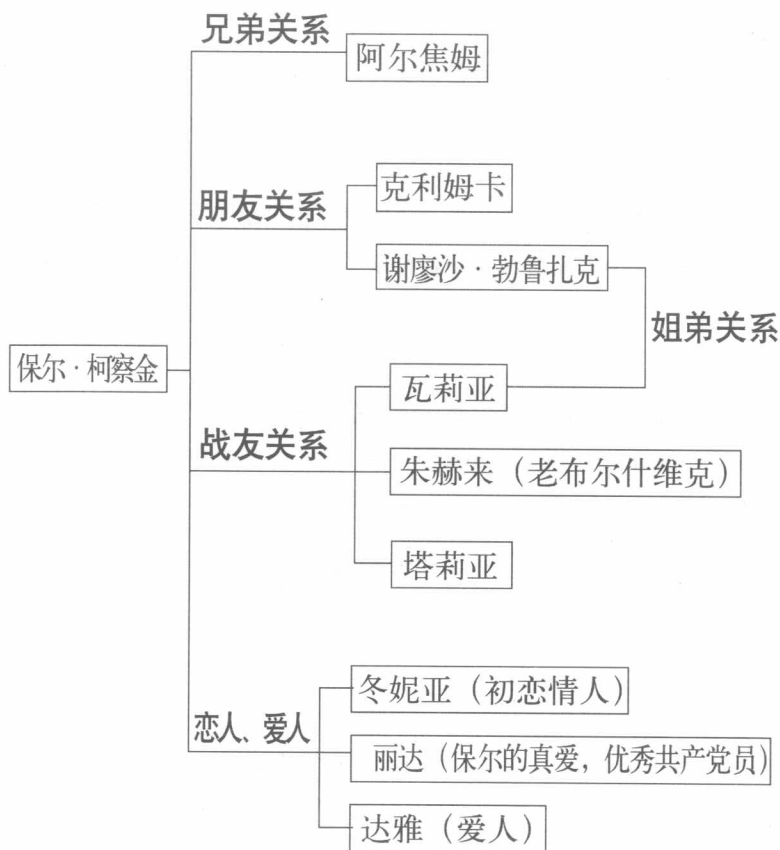 兄弟关系
阿尔焦姆
朋友关系
克利姆卡
谢廖沙·勃鲁扎克
姐弟关系
保尔·柯察金
战友关系
瓦莉亚
朱赫来（老布尔什维克）
塔莉亚
恋人、爱人
冬妮亚（初恋情人）
丽达（保尔的真爱，优秀共产党员）
达雅（爱人）